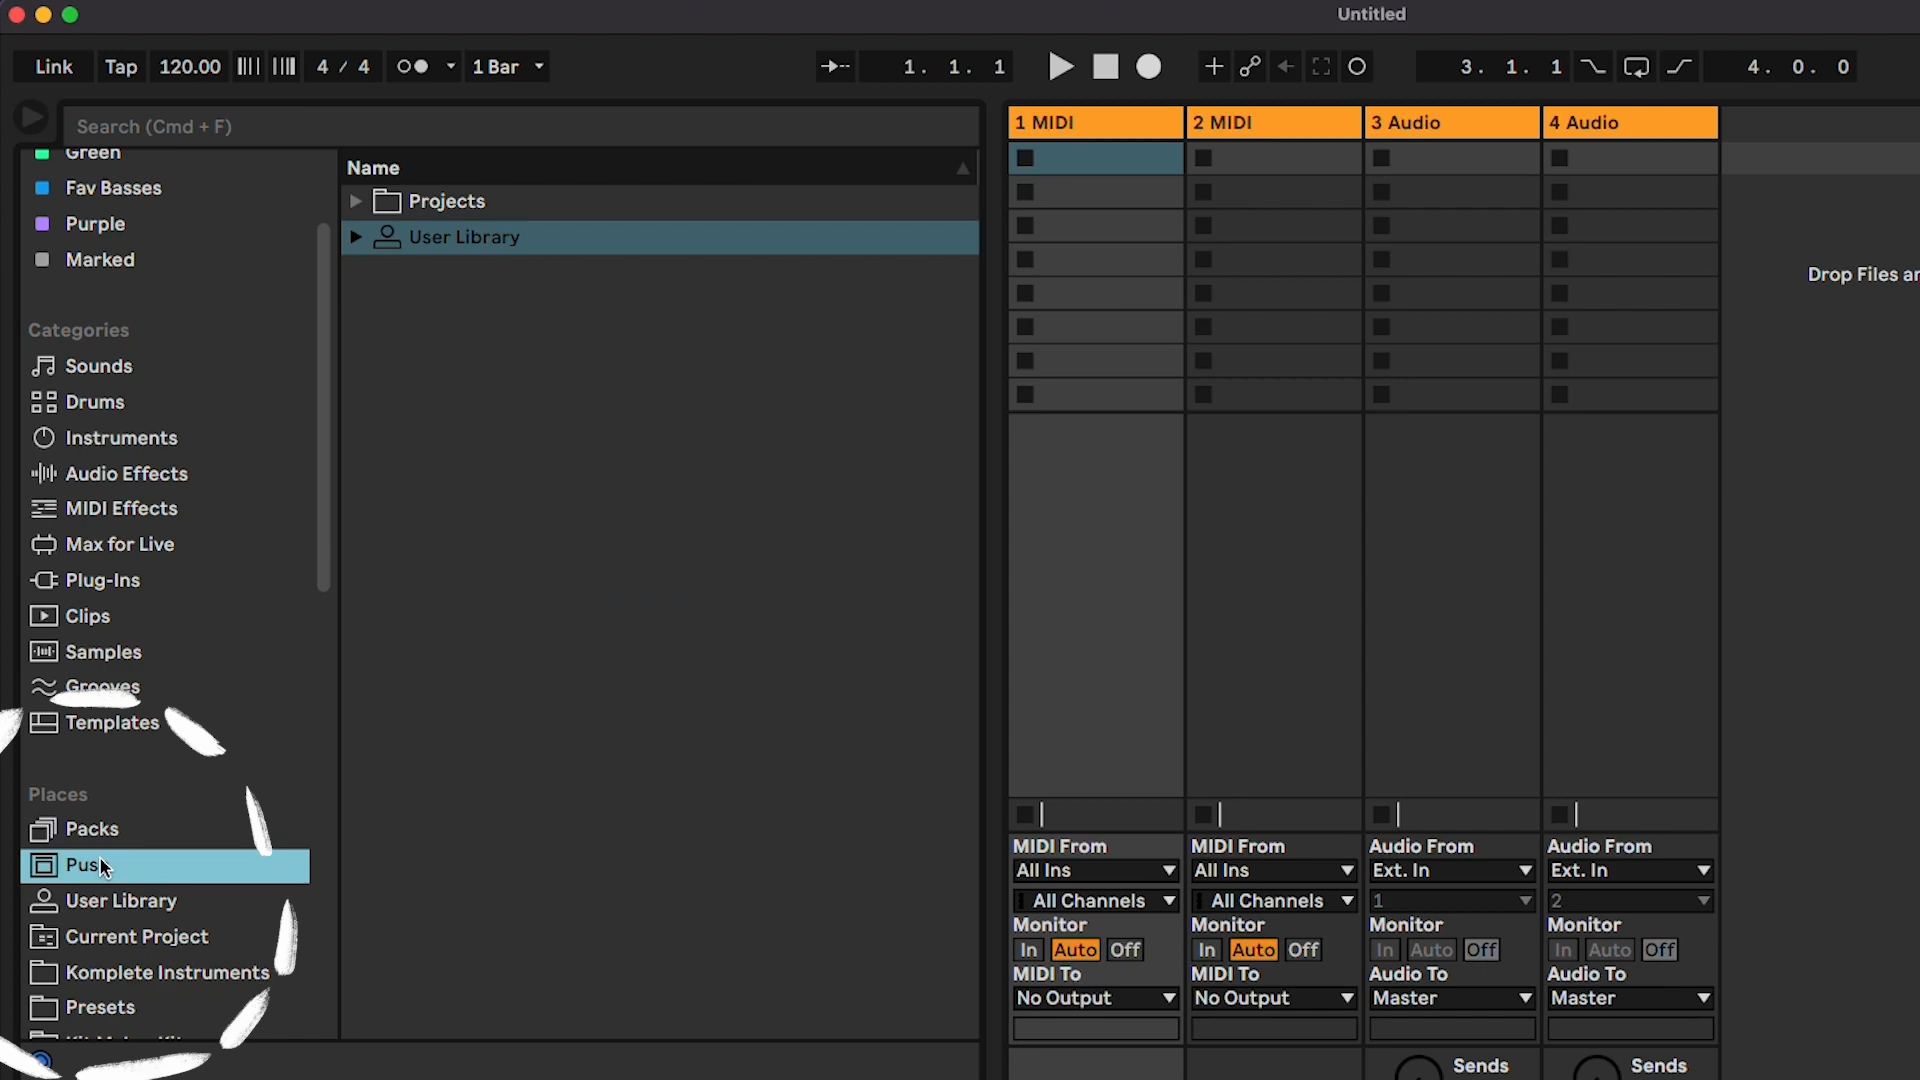 Untitled
Link Tap 120.00 4 / 4 1 Bar 1. 1. 1 3. 1. 1 4. 0. 0
Search (Cmd + F)
Green
Fav Basses
Purple
Marked
Categories
Sounds
Drums
Instruments
Audio Effects
MIDI Effects
Max for Live
Plug-Ins
Clips
Samples
Grooves
Templates
Places
Packs
Pus
User Library
Current Project
Komplete Instruments
Presets
Name
Projects
User Library
1 MIDI 2 MIDI 3 Audio 4 Audio
Drop Files an
MIDI From MIDI From Audio From Audio From
All Ins All Ins Ext. In Ext. In
All Channels All Channels 1 2
Monitor Monitor Monitor Monitor
In Auto Off In Auto Off In Auto Off In Auto Off
MIDI To MIDI To Audio To Audio To
No Output No Output Master Master
Sends Sends